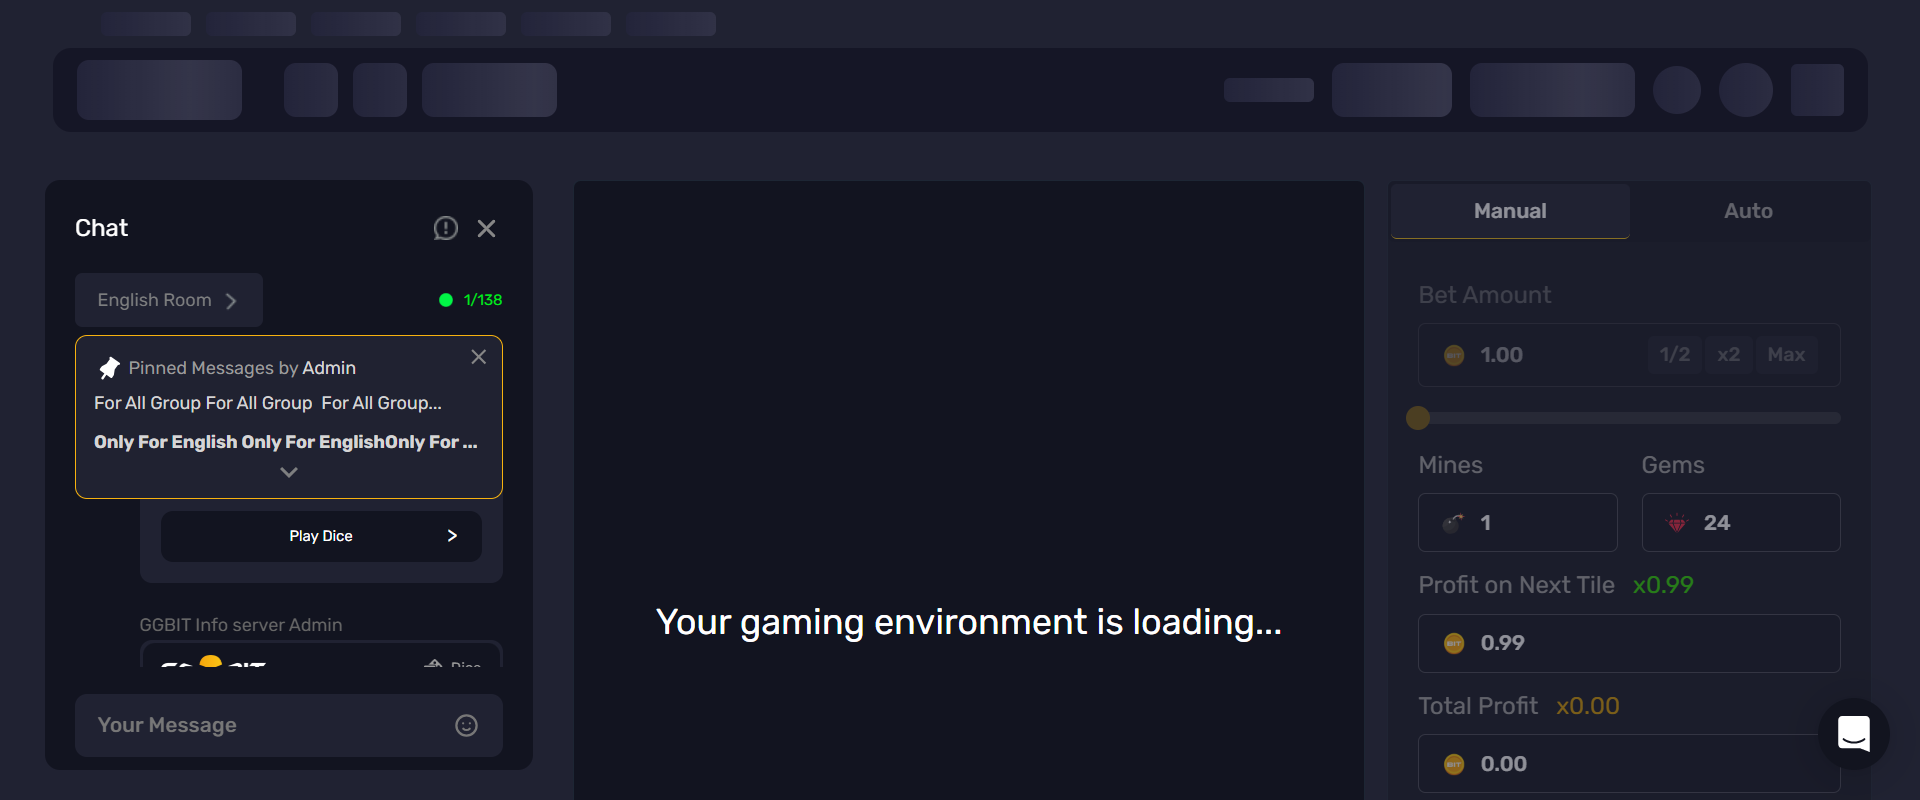 Chat
English Room
1/138
Pinned Messages by Admin
For All Group For All Group For All Group...
Only For English Only For EnglishOnly For ...
Play Dice
GGBIT Info server Admin
Your Message
Your gaming environment is loading...
Manual
Auto
Bet Amount
1.00
1/2
x2
Max
Mines
Gems
1
24
Profit on Next Tile x0.99
0.99
Total Profit x0.00
0.00